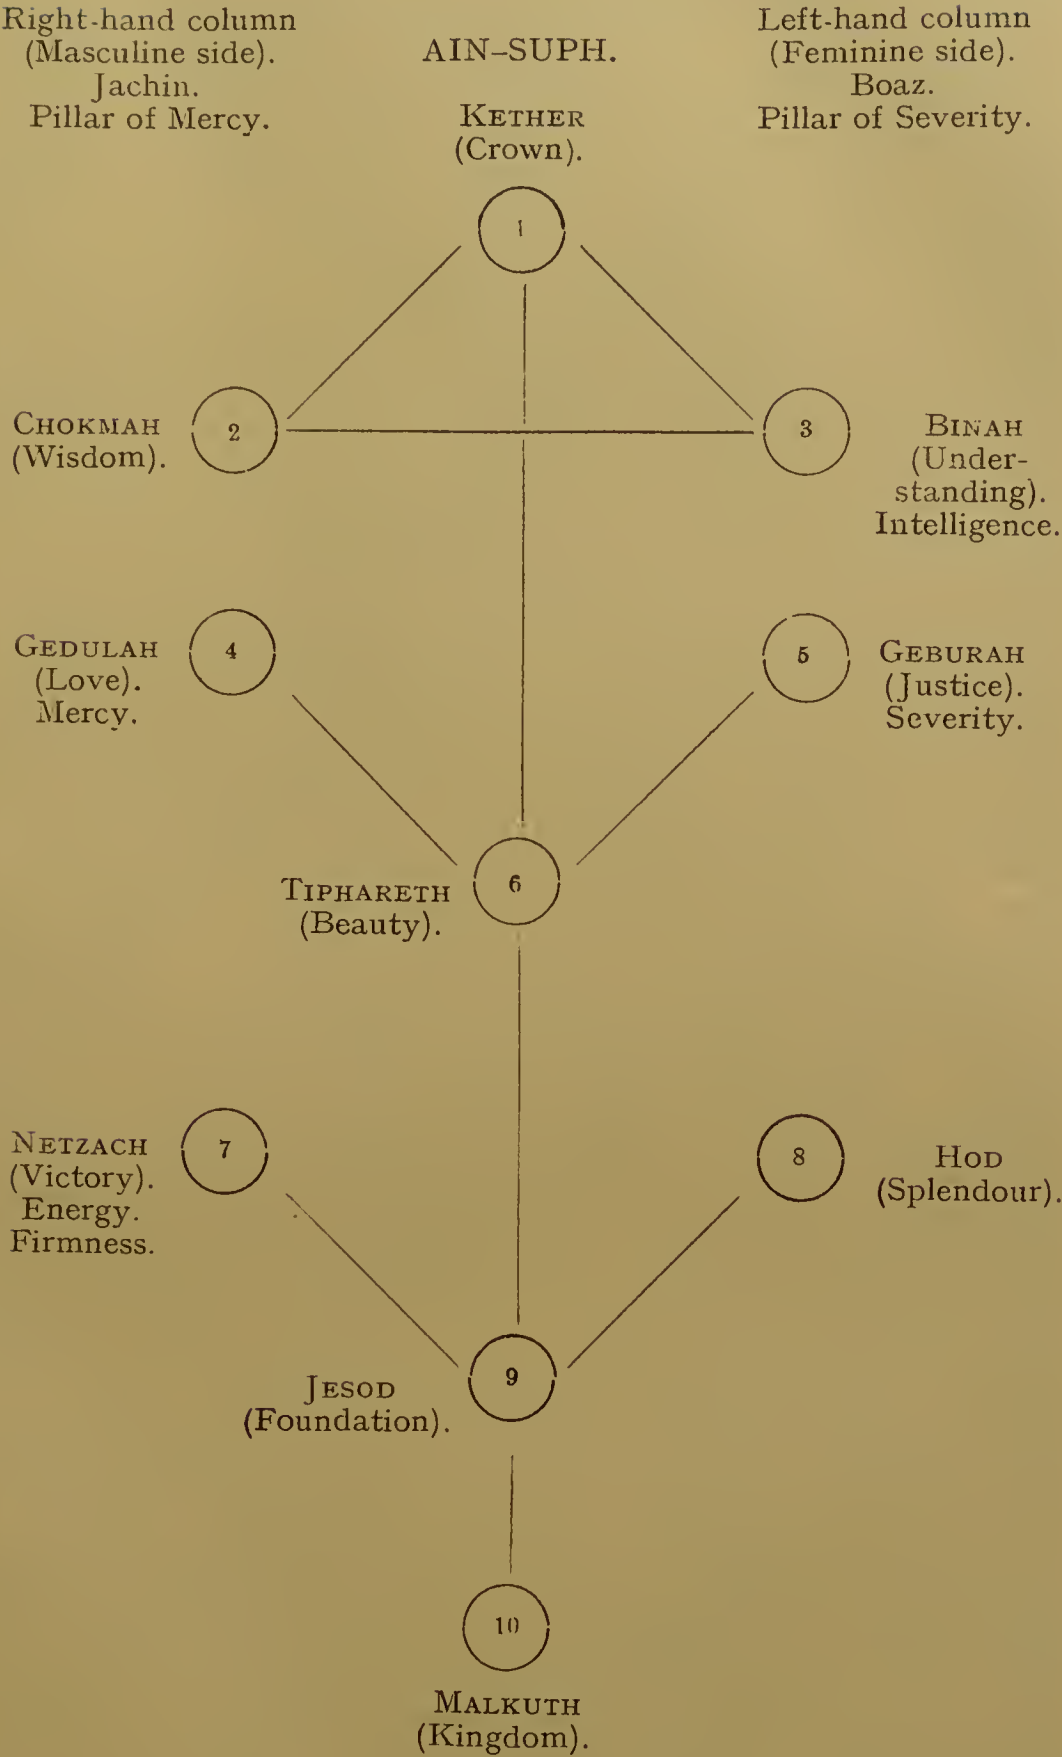 Right-hand column
(Masculine side).
Jachin.
Pillar of Mercy.
AIN–SUPH.
KETHER
(Crown).
Left-hand column
(Feminine side).
Boaz.
Pillar of Severity.
1
CHOKMAH
(Wisdom).
2
3
BINAH
(Under-
standing).
Intelligence.
GEDULAH
(Love).
Mercy.
4
5
GEBURAH
(Justice).
Severity.
TIPHARETH
(Beauty).
6
NETZACH
(Victory).
Energy.
Firmness.
7
8
HOD
(Splendour).
JESOD
(Foundation).
9
10
MALKUTH
(Kingdom).